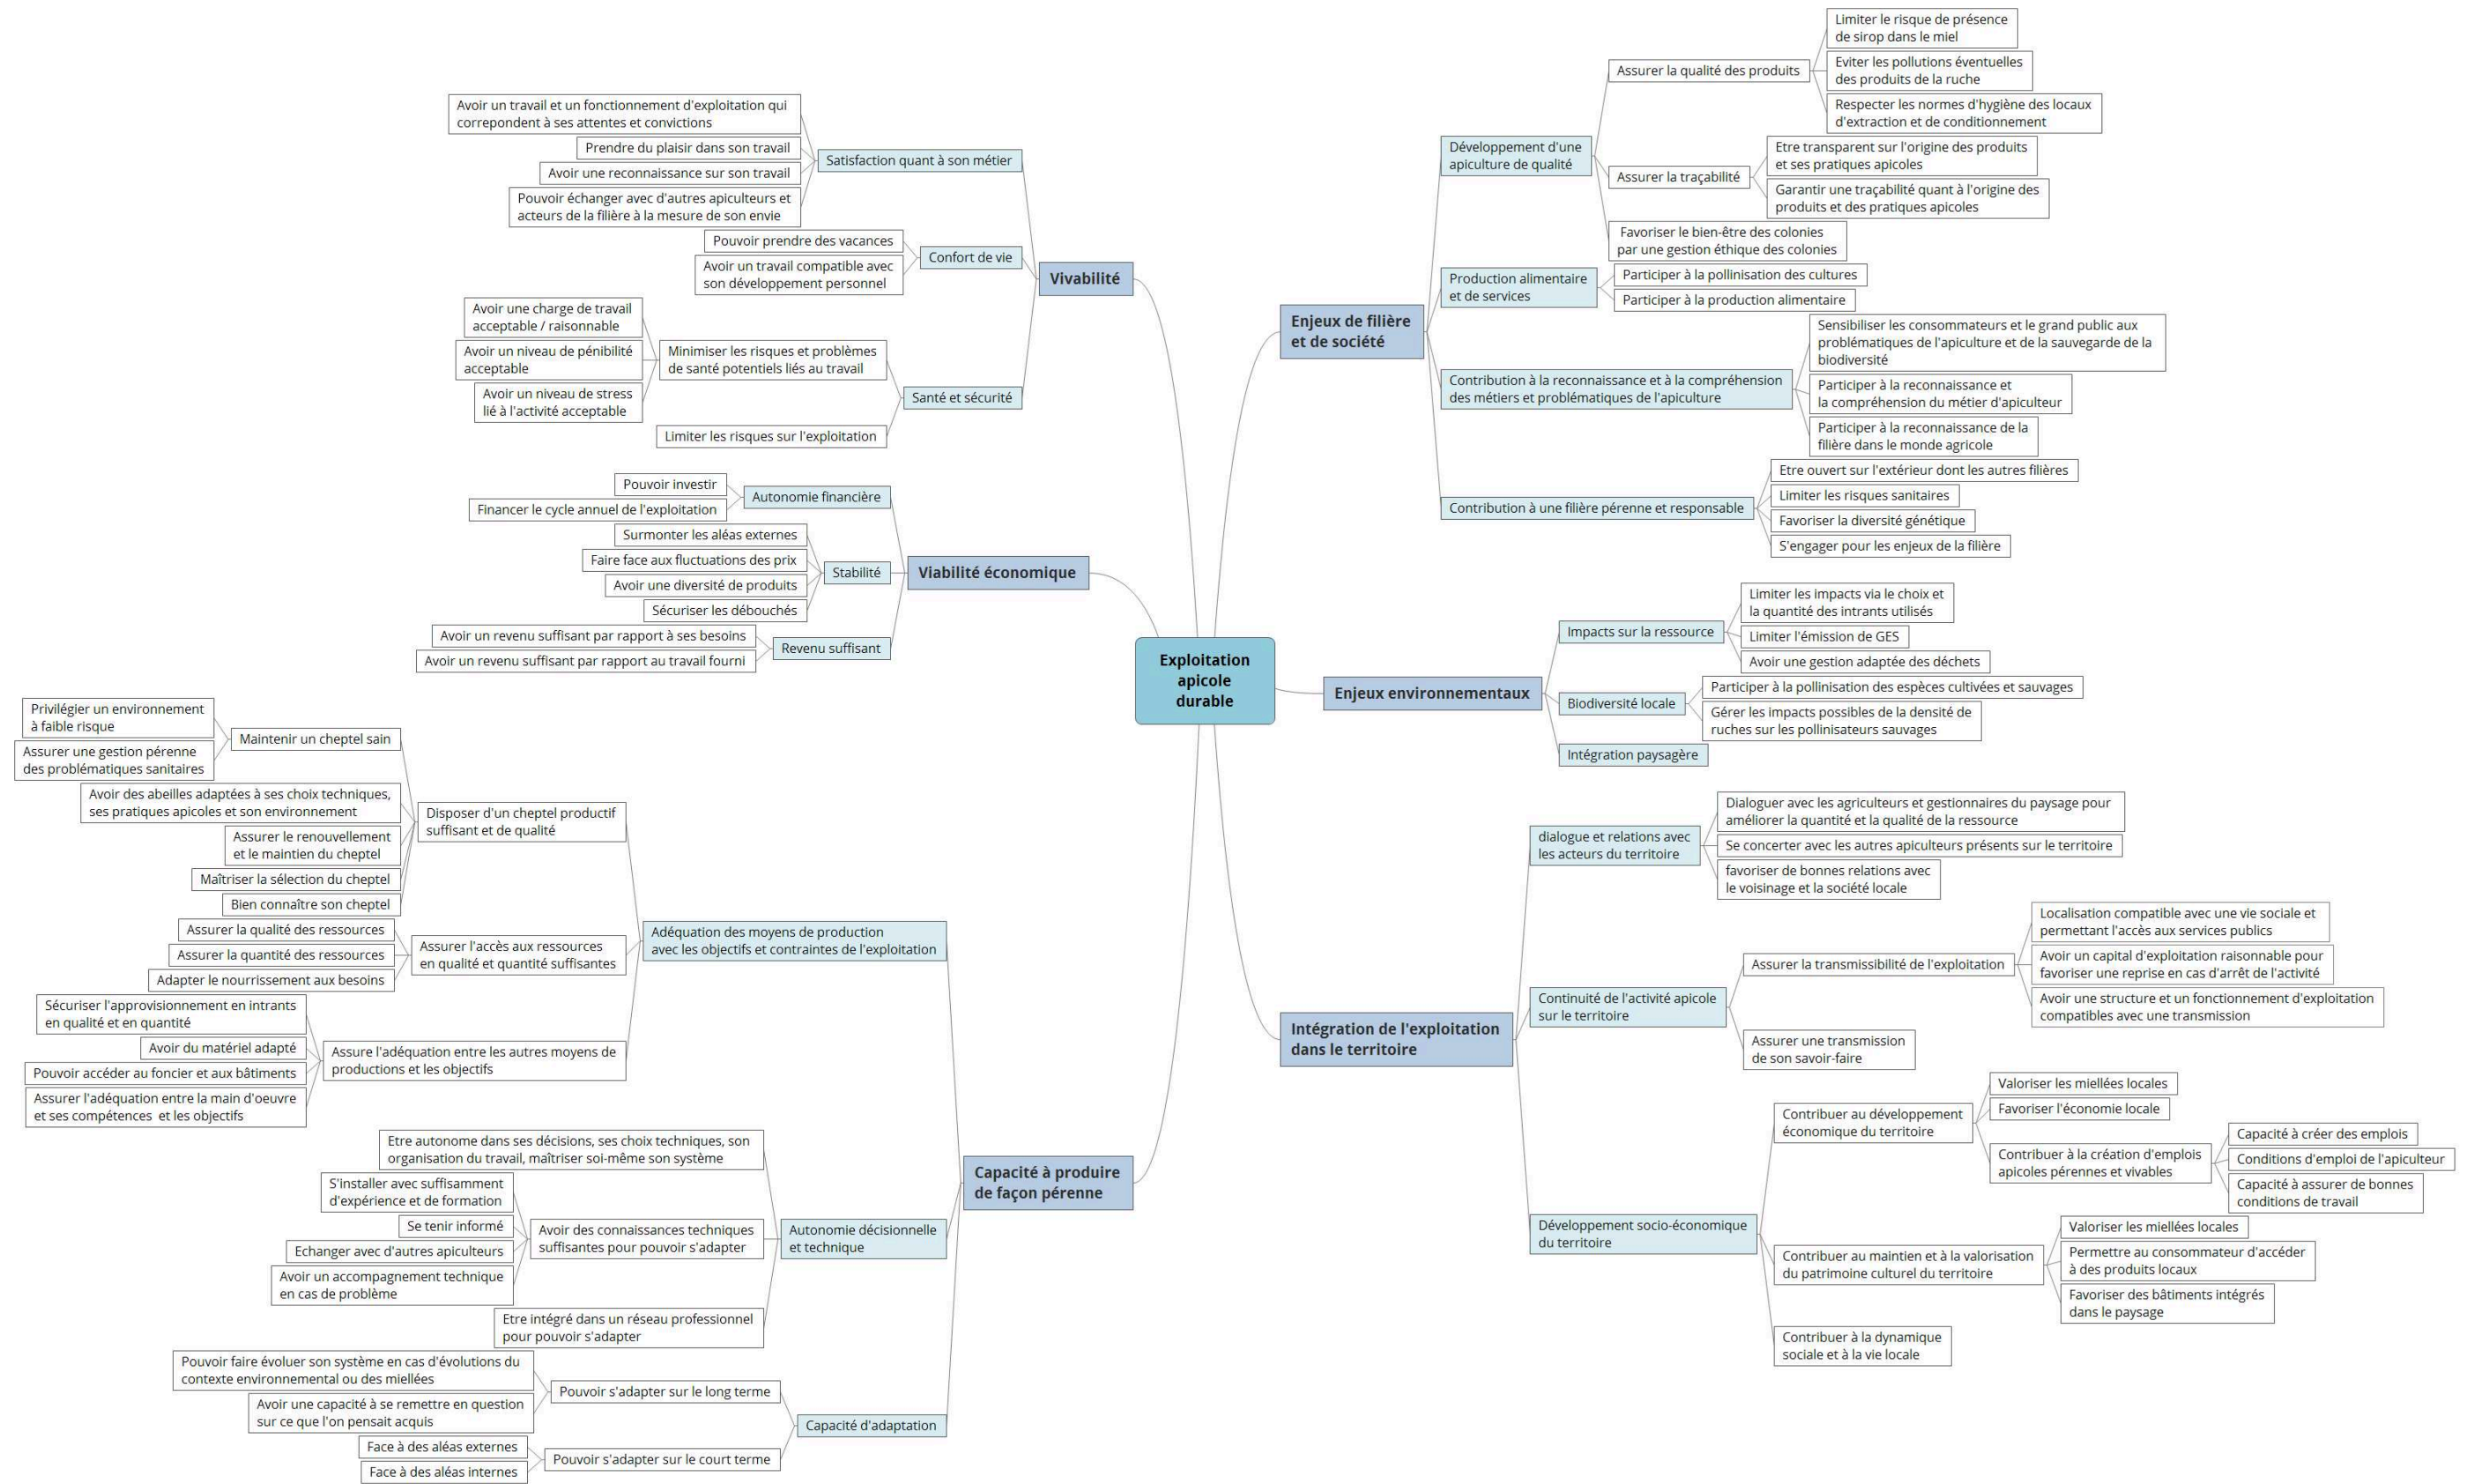 Exploitation
apicole
durable
Vivabilité
Satisfaction quant à son métier
Avoir un travail et un fonctionnement d'exploitation qui
correpondent à ses attentes et convictions
Prendre du plaisir dans son travail
Avoir une reconnaissance sur son travail
Pouvoir échanger avec d'autres apiculteurs et
acteurs de la filière à la mesure de son envie
Confort de vie
Pouvoir prendre des vacances
Avoir un travail compatible avec
son développement personnel
Santé et sécurité
Minimiser les risques et problèmes
de santé potentiels liés au travail
Avoir une charge de travail
acceptable / raisonnable
Avoir un niveau de pénibilité
acceptable
Avoir un niveau de stress
lié à l'activité acceptable
Limiter les risques sur l'exploitation
Viabilité économique
Autonomie financière
Pouvoir investir
Financer le cycle annuel de l'exploitation
Stabilité
Surmonter les aléas externes
Faire face aux fluctuations des prix
Avoir une diversité de produits
Sécuriser les débouchés
Revenu suffisant
Avoir un revenu suffisant par rapport à ses besoins
Avoir un revenu suffisant par rapport au travail fourni
Capacité à produire
de façon pérenne
Adéquation des moyens de production
avec les objectifs et contraintes de l'exploitation
Disposer d'un cheptel productif
suffisant et de qualité
Maintenir un cheptel sain
Privilégier un environnement
à faible risque
Assurer une gestion pérenne
des problématiques sanitaires
Avoir des abeilles adaptées à ses choix techniques,
ses pratiques apicoles et son environnement
Assurer le renouvellement
et le maintien du cheptel
Maîtriser la sélection du cheptel
Bien connaître son cheptel
Assurer l'accès aux ressources
en qualité et quantité suffisantes
Assurer la qualité des ressources
Assurer la quantité des ressources
Adapter le nourrissement aux besoins
Assure l'adéquation entre les autres moyens de
productions et les objectifs
Sécuriser l'approvisionnement en intrants
en qualité et en quantité
Avoir du matériel adapté
Pouvoir accéder au foncier et aux bâtiments
Assurer l'adéquation entre la main d'oeuvre
et ses compétences et les objectifs
Autonomie décisionnelle
et technique
Etre autonome dans ses décisions, ses choix techniques, son
organisation du travail, maîtriser soi-même son système
Avoir des connaissances techniques
suffisantes pour pouvoir s'adapter
S'installer avec suffisamment
d'expérience et de formation
Se tenir informé
Echanger avec d'autres apiculteurs
Avoir un accompagnement technique
en cas de problème
Etre intégré dans un réseau professionnel
pour pouvoir s'adapter
Capacité d'adaptation
Pouvoir s'adapter sur le long terme
Pouvoir faire évoluer son système en cas d'évolutions du
contexte environnemental ou des miellées
Avoir une capacité à se remettre en question
sur ce que l'on pensait acquis
Pouvoir s'adapter sur le court terme
Face à des aléas externes
Face à des aléas internes
Enjeux de filière
et de société
Développement d'une
apiculture de qualité
Assurer la qualité des produits
Limiter le risque de présence
de sirop dans le miel
Eviter les pollutions éventuelles
des produits de la ruche
Respecter les normes d'hygiène des locaux
d'extraction et de conditionnement
Assurer la traçabilité
Etre transparent sur l'origine des produits
et ses pratiques apicoles
Garantir une traçabilité quant à l'origine des
produits et des pratiques apicoles
Favoriser le bien-être des colonies
par une gestion éthique des colonies
Production alimentaire
et de services
Participer à la pollinisation des cultures
Participer à la production alimentaire
Contribution à la reconnaissance et à la compréhension
des métiers et problématiques de l'apiculture
Sensibiliser les consommateurs et le grand public aux
problématiques de l'apiculture et de la sauvegarde de la
biodiversité
Participer à la reconnaissance et
la compréhension du métier d'apiculteur
Participer à la reconnaissance de la
filière dans le monde agricole
Contribution à une filière pérenne et responsable
Etre ouvert sur l'extérieur dont les autres filières
Limiter les risques sanitaires
Favoriser la diversité génétique
S'engager pour les enjeux de la filière
Enjeux environnementaux
Impacts sur la ressource
Limiter les impacts via le choix et
la quantité des intrants utilisés
Limiter l'émission de GES
Avoir une gestion adaptée des déchets
Biodiversité locale
Participer à la pollinisation des espèces cultivées et sauvages
Gérer les impacts possibles de la densité de
ruches sur les pollinisateurs sauvages
Intégration paysagère
Intégration de l'exploitation
dans le territoire
dialogue et relations avec
les acteurs du territoire
Dialoguer avec les agriculteurs et gestionnaires du paysage pour
améliorer la quantité et la qualité de la ressource
Se concerter avec les autres apiculteurs présents sur le territoire
favoriser de bonnes relations avec
le voisinage et la société locale
Continuité de l'activité apicole
sur le territoire
Assurer la transmissibilité de l'exploitation
Localisation compatible avec une vie sociale et
permettant l'accès aux services publics
Avoir un capital d'exploitation raisonnable pour
favoriser une reprise en cas d'arrêt de l'activité
Avoir une structure et un fonctionnement d'exploitation
compatibles avec une transmission
Assurer une transmission
de son savoir-faire
Développement socio-économique
du territoire
Contribuer au développement
économique du territoire
Valoriser les miellées locales
Favoriser l'économie locale
Contribuer à la création d'emplois
apicoles pérennes et vivables
Capacité à créer des emplois
Conditions d'emploi de l'apiculteur
Capacité à assurer de bonnes
conditions de travail
Contribuer au maintien et à la valorisation
du patrimoine culturel du territoire
Valoriser les miellées locales
Permettre au consommateur d'accéder
à des produits locaux
Favoriser des bâtiments intégrés
dans le paysage
Contribuer à la dynamique
sociale et à la vie locale